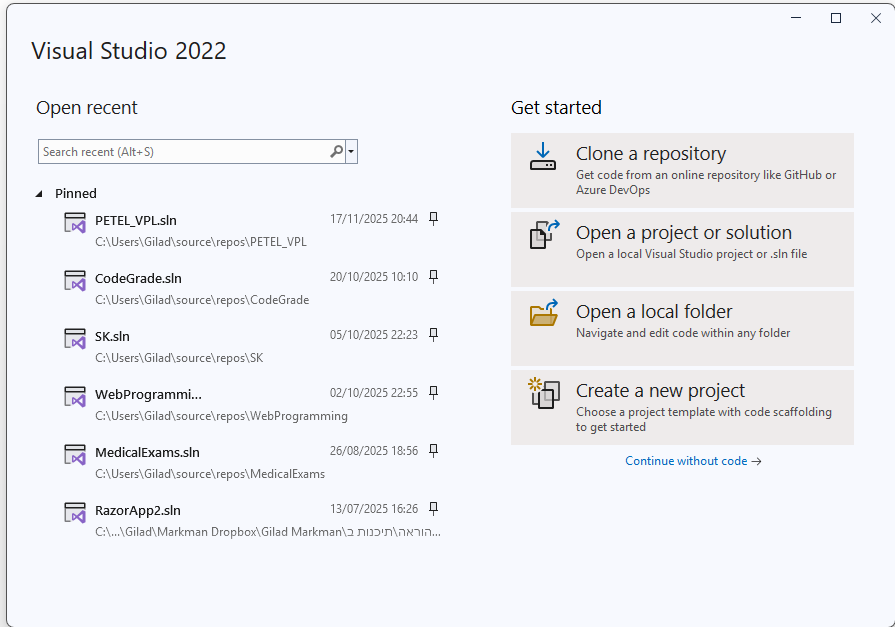 Visual Studio 2022
Open recent
Search recent (Alt+S)
Pinned
PETEL_VPL.sln 17/11/2025 20:44
C:\Users\Gilad\source\repos\PETEL_VPL
CodeGrade.sln 20/10/2025 10:10
C:\Users\Gilad\source\repos\CodeGrade
SK.sln 05/10/2025 22:23
C:\Users\Gilad\source\repos\SK
WebProgrammi... 02/10/2025 22:55
C:\Users\Gilad\source\repos\WebProgramming
MedicalExams.sln 26/08/2025 18:56
C:\Users\Gilad\source\repos\MedicalExams
RazorApp2.sln 13/07/2025 16:26
C:\...\Gilad\Markman Dropbox\Gilad Markman\הוראה\תיכנות ב...
Get started
Clone a repository
Get code from an online repository like GitHub or
Azure DevOps
Open a project or solution
Open a local Visual Studio project or .sln file
Open a local folder
Navigate and edit code within any folder
Create a new project
Choose a project template with code scaffolding
to get started
Continue without code →